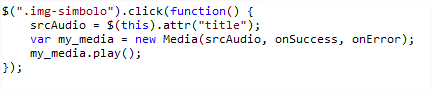 $(".img-simbolo").click(function() {
    srcAudio = $(this).attr("title");
    var my_media = new Media(srcAudio, onSuccess, onError);
    my_media.play();
});